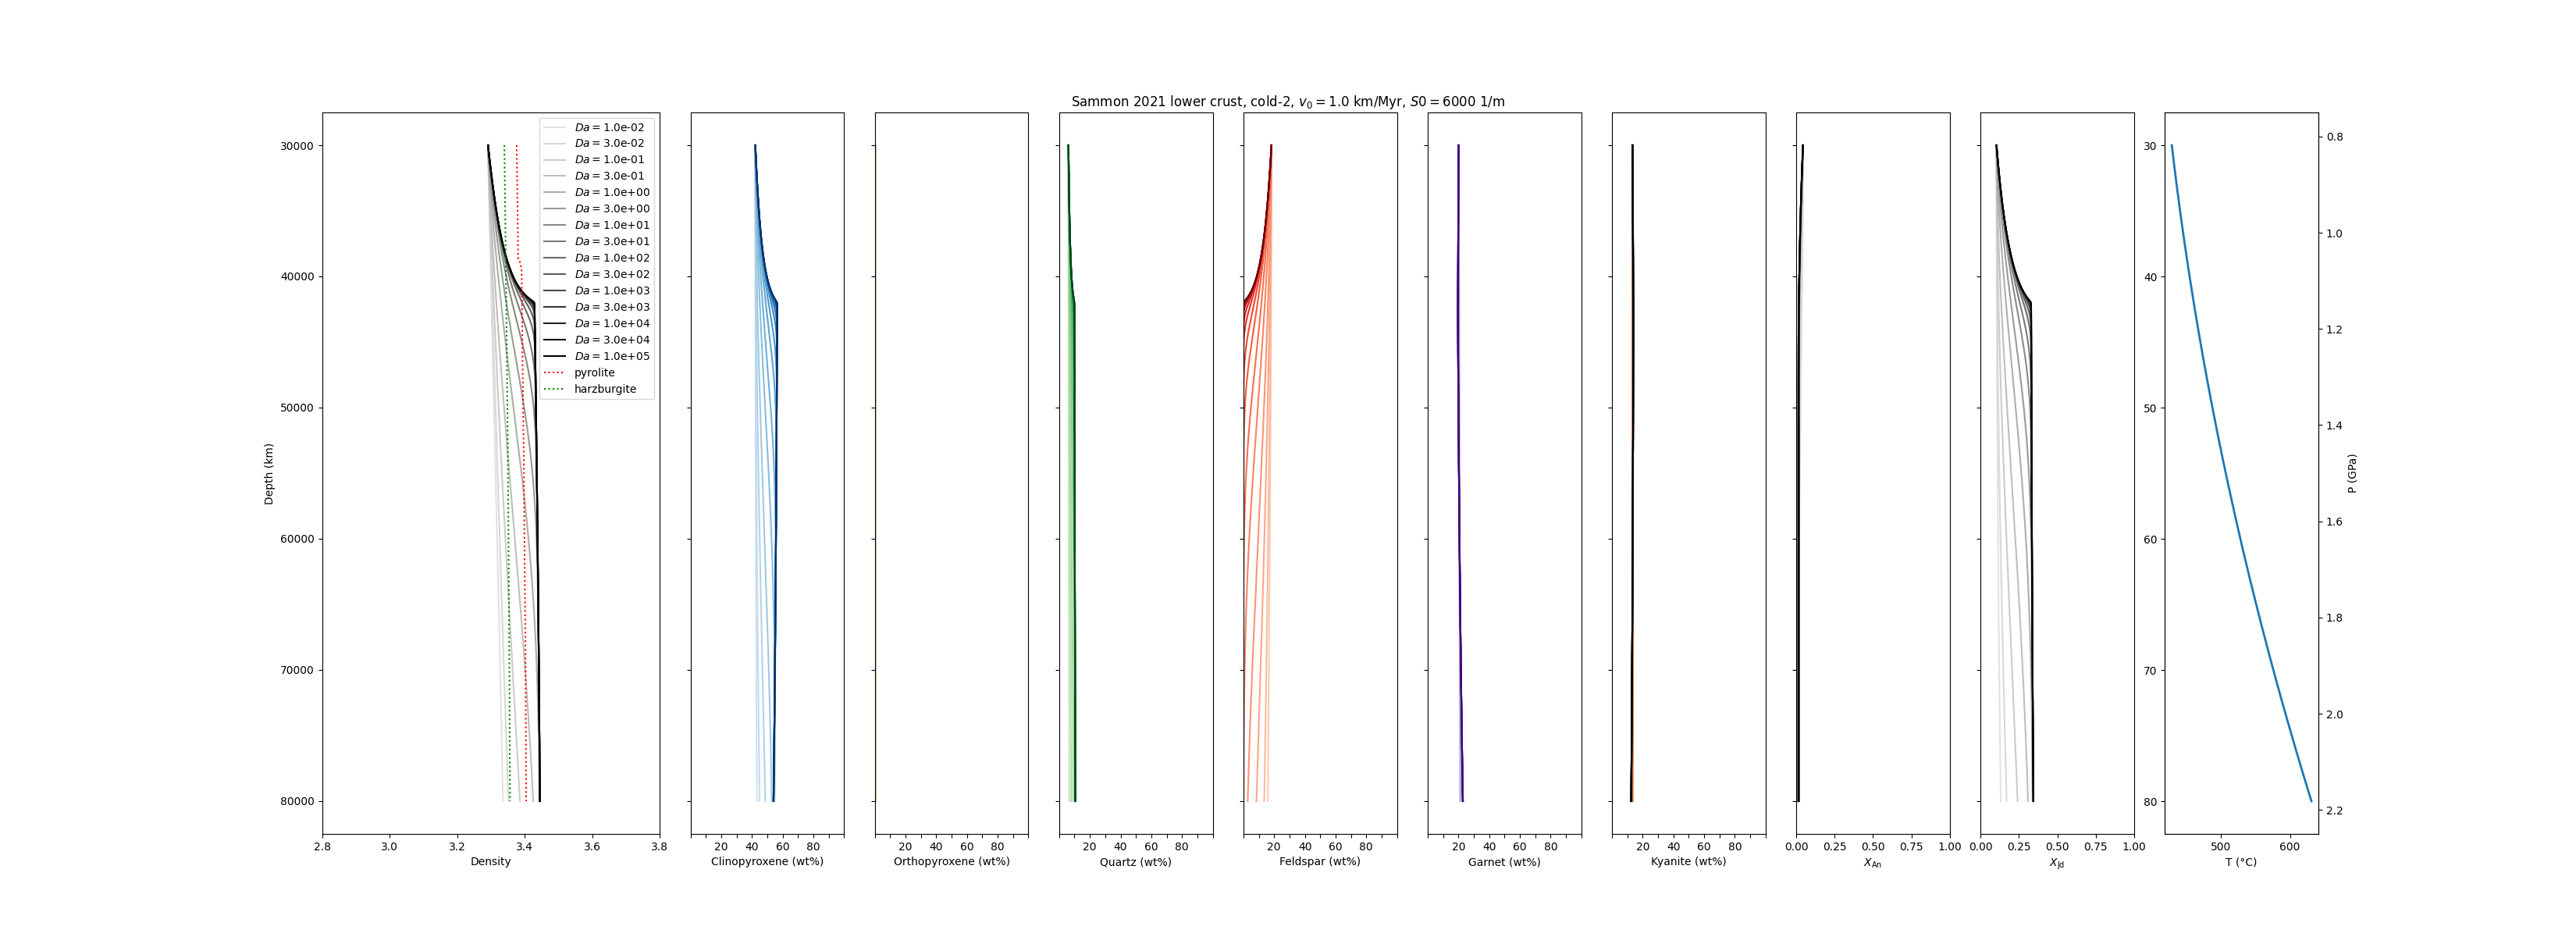 Sammon 2021 lower crust, cold-2, v₀ = 1.0 km/Myr, S0 = 6000 1/m
Da = 1.0e-02
Da = 3.0e-02
Da = 1.0e-01
Da = 3.0e-01
Da = 1.0e+00
Da = 3.0e+00
Da = 1.0e+01
Da = 3.0e+01
Da = 1.0e+02
Da = 3.0e+02
Da = 1.0e+03
Da = 3.0e+03
Da = 1.0e+04
Da = 3.0e+04
Da = 1.0e+05
pyrolite
harzburgite
30000
40000
50000
60000
70000
80000
Depth (km)
2.8 3.0 3.2 3.4 3.6 3.8
Density
20 40 60 80
Clinopyroxene (wt%)
20 40 60 80
Orthopyroxene (wt%)
20 40 60 80
Quartz (wt%)
20 40 60 80
Feldspar (wt%)
20 40 60 80
Garnet (wt%)
20 40 60 80
Kyanite (wt%)
0.00 0.25 0.50 0.75 1.00
X_An
0.00 0.25 0.50 0.75 1.00
X_Jd
30
40
50
60
70
80
500 600
T (°C)
0.8
1.0
1.2
1.4
1.6
1.8
2.0
2.2
P (GPa)